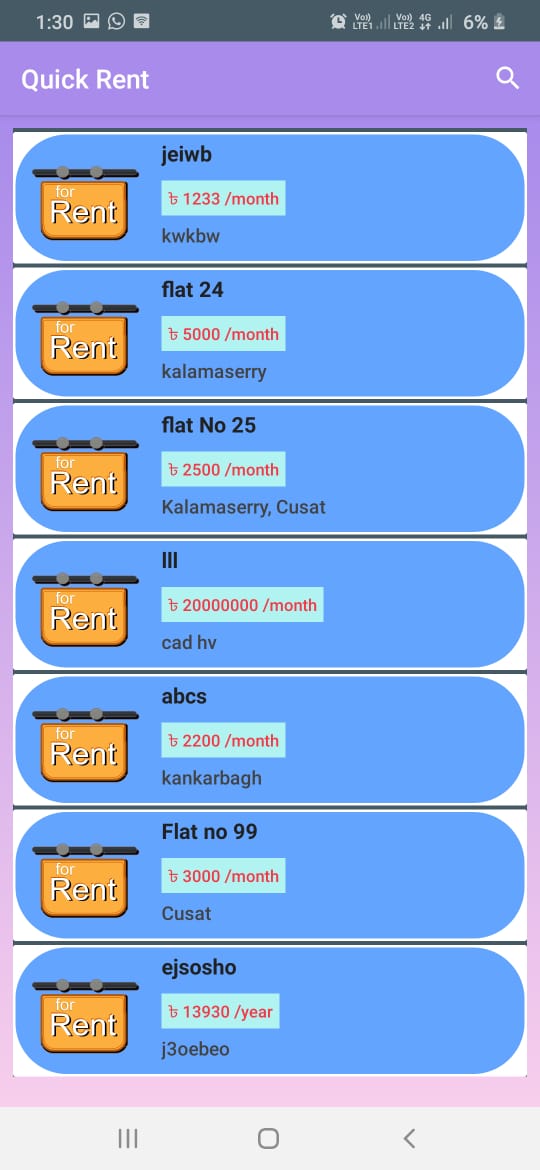 1:30
Vo)) LTE1 Vo)) LTE2 4G 6%
Quick Rent
for
Rent
jeiwb
৳ 1233 /month
kwkbw
for
Rent
flat 24
৳ 5000 /month
kalamaserry
for
Rent
flat No 25
৳ 2500 /month
Kalamaserry, Cusat
for
Rent
lll
৳ 20000000 /month
cad hv
for
Rent
abcs
৳ 2200 /month
kankarbagh
for
Rent
Flat no 99
৳ 3000 /month
Cusat
for
Rent
ejsosho
৳ 13930 /year
j3oebeo